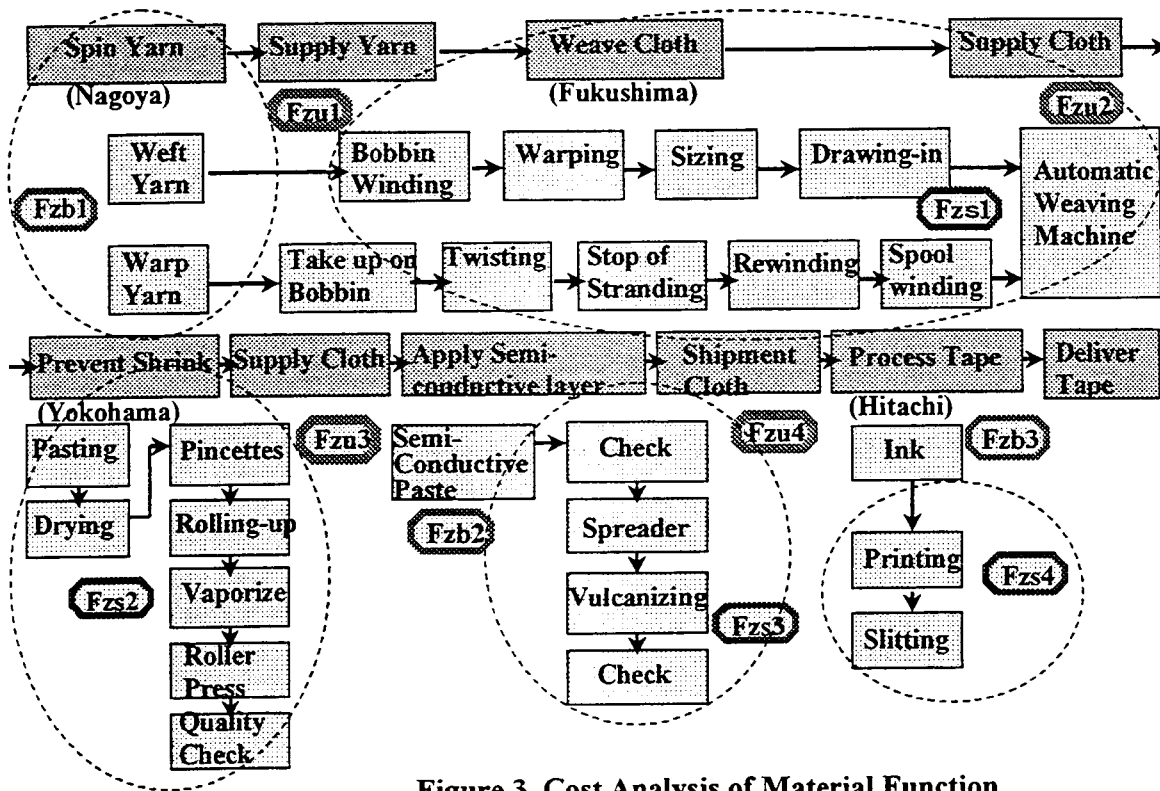 Spin Yarn
Supply Yarn
Weave Cloth
Supply Cloth
(Nagoya)
(Fukushima)
Fzu1
Fzu2
Weft
Yarn
Bobbin
Winding
Warping
Sizing
Drawing-in
Automatic
Weaving
Machine
Fzb1
Fzs1
Warp
Yarn
Take up on
Bobbin
Twisting
Stop of
Stranding
Rewinding
Spool
winding
Prevent Shrink
Supply Cloth
Apply Semi-
conductive layer
Shipment
Cloth
Process Tape
Deliver
Tape
(Yokohama)
(Hitachi)
Pasting
Pincettes
Fzu3
Semi-
Conductive
Paste
Check
Fzu4
Ink
Fzb3
Drying
Rolling-up
Fzb2
Spreader
Printing
Fzs4
Fzs2
Vaporize
Vulcanizing
Fzs3
Slitting
Roller
Press
Check
Quality
Check
Figure 3. Cost Analysis of Material Function